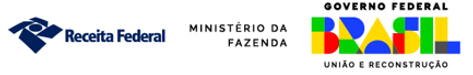 Receita Federal
MINISTÉRIO DA
FAZENDA
GOVERNO FEDERAL
BRASIL
UNIÃO E RECONSTRUÇÃO